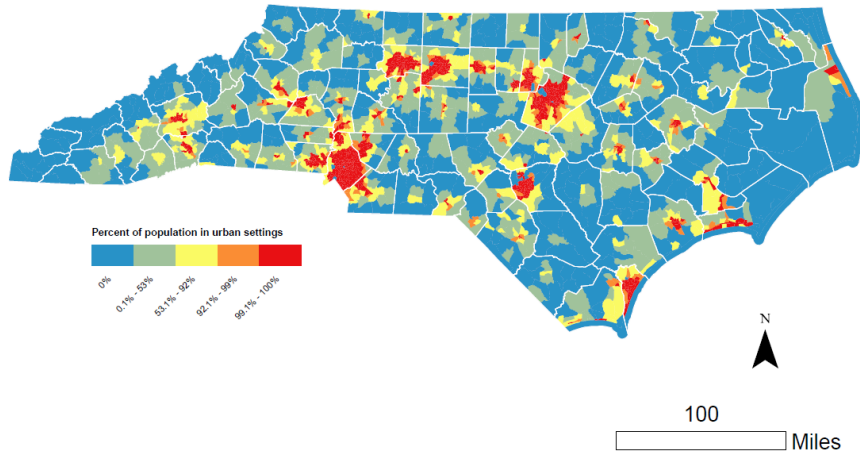 Percent of population in urban settings
0%
0.1% - 53%
53.1% - 92%
92.1% - 99%
99.1% - 100%
N
100
Miles